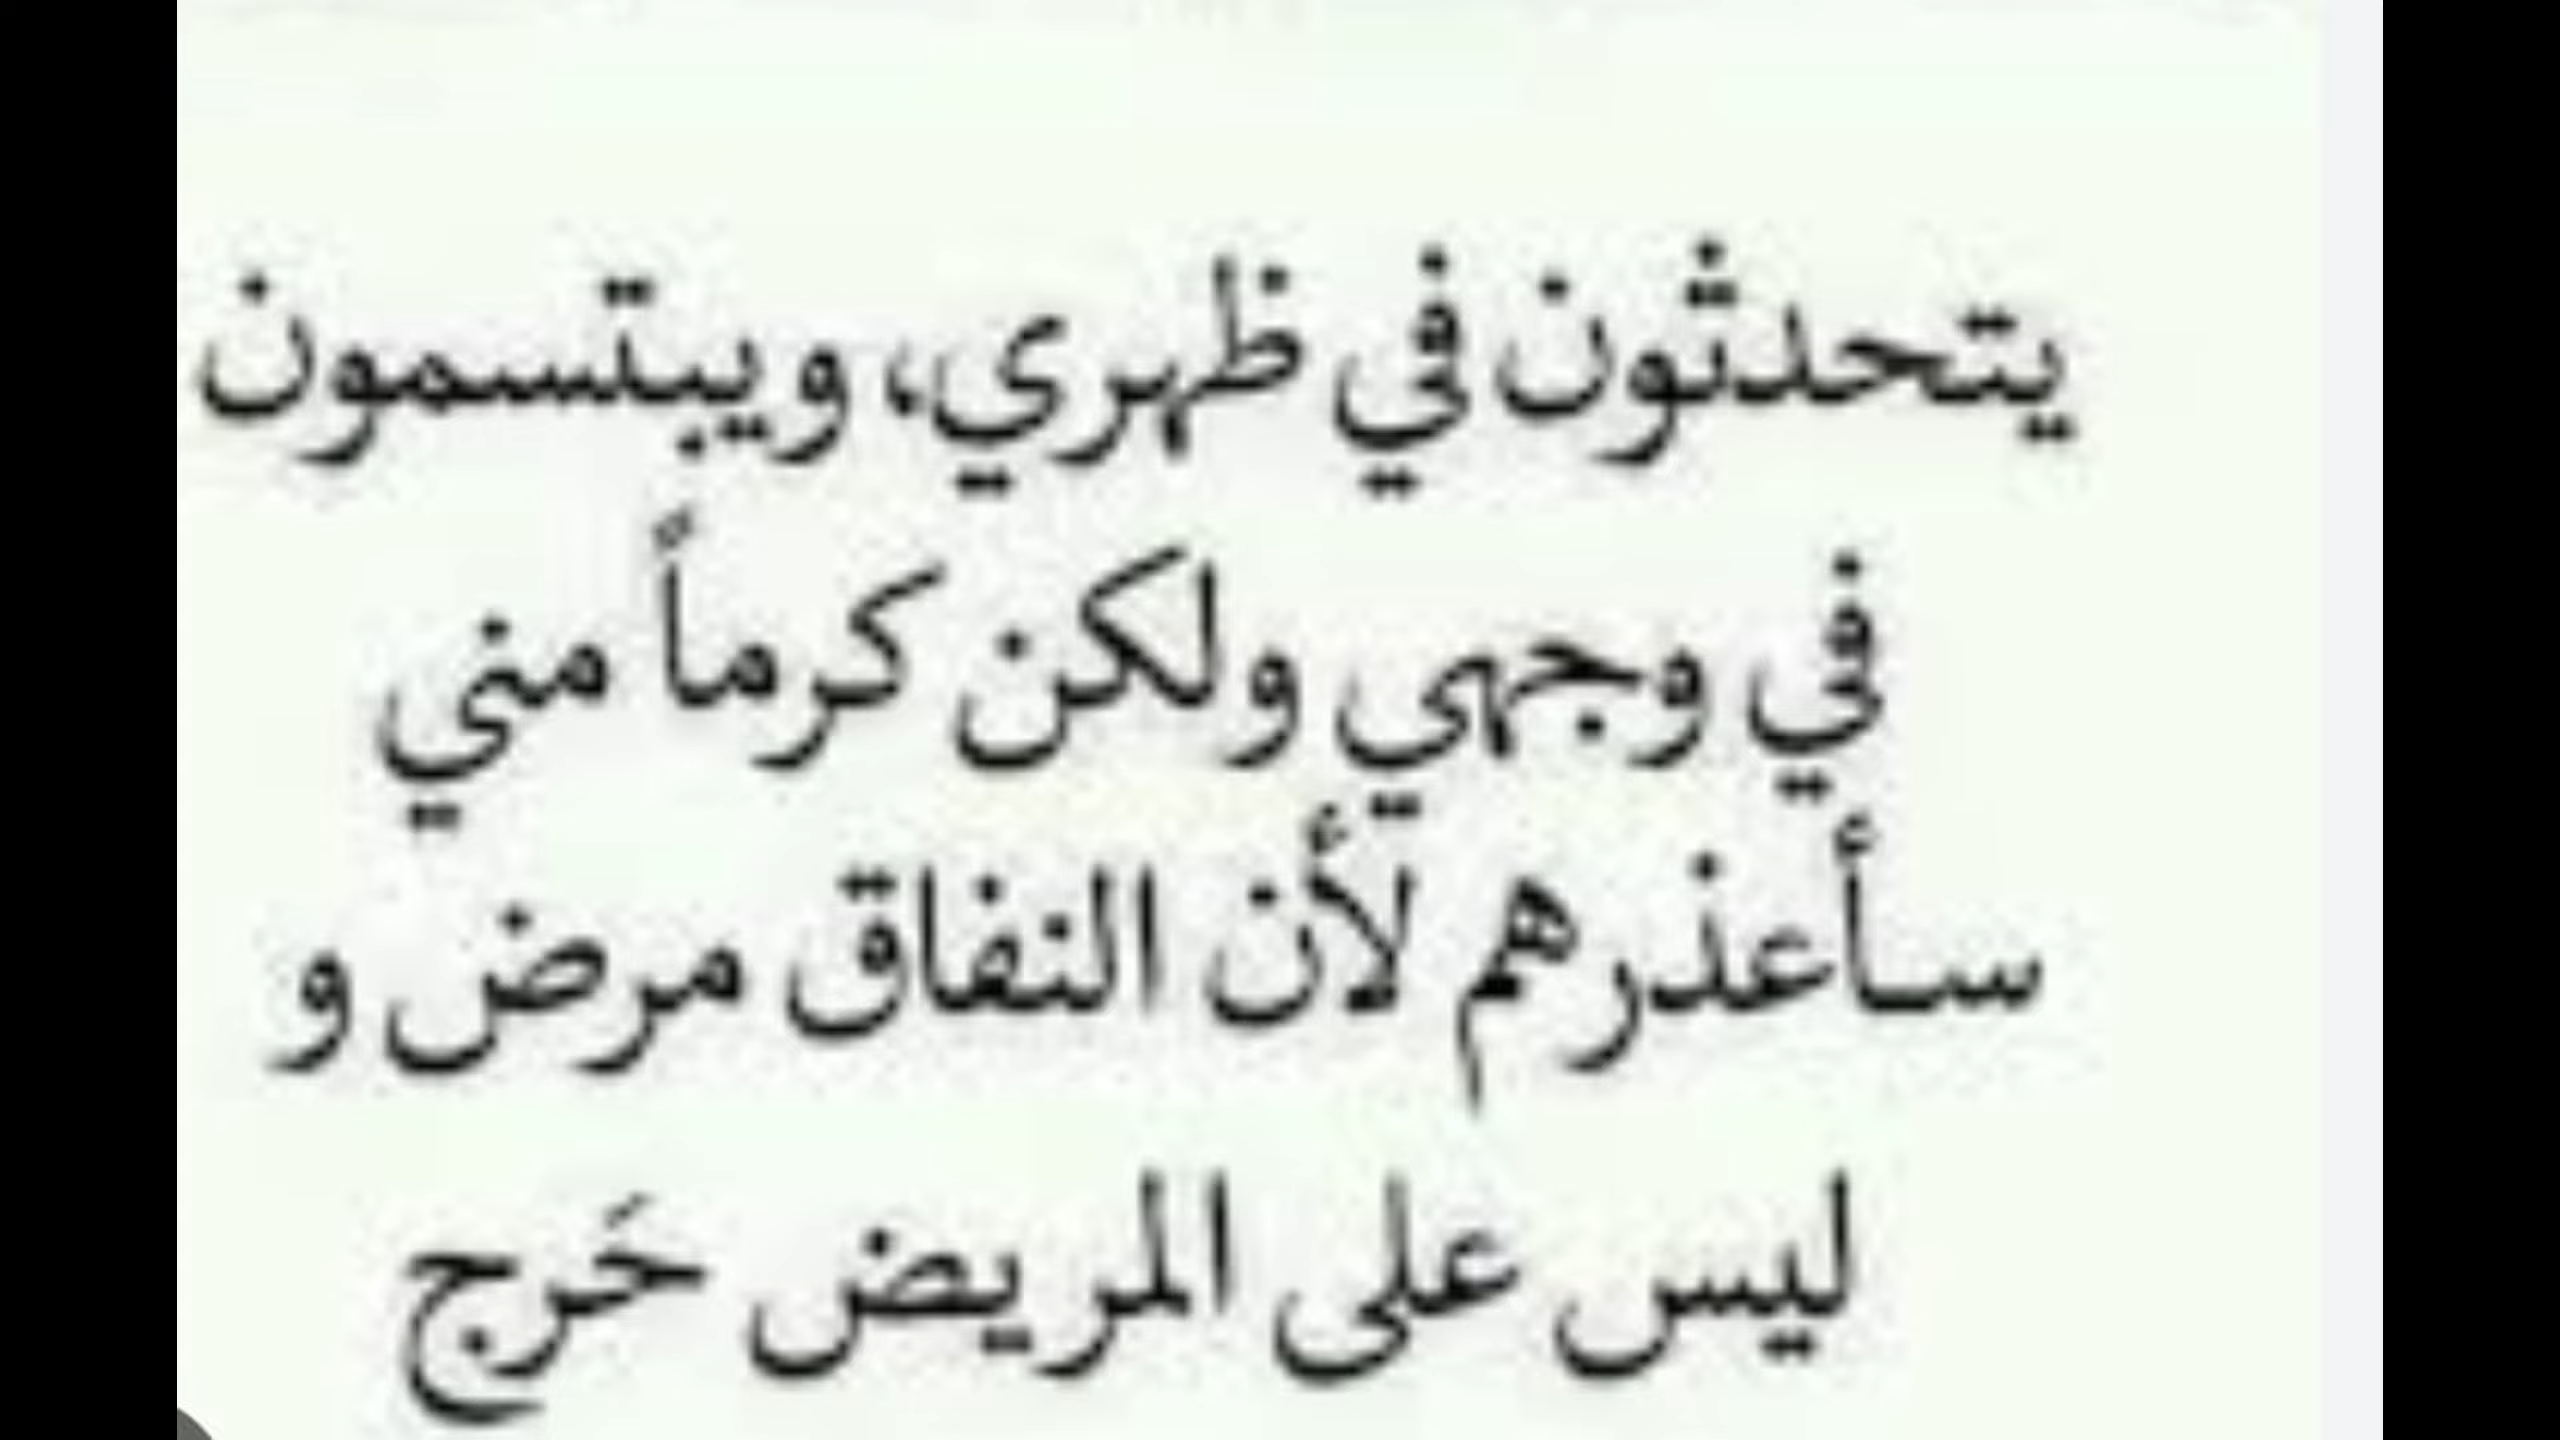 يتحدثون في ظهري، ويبتسمون
في وجهي ولكن كرماً مني
سأعذرهم لأن النفاق مرض و
ليس على المريض حَرج